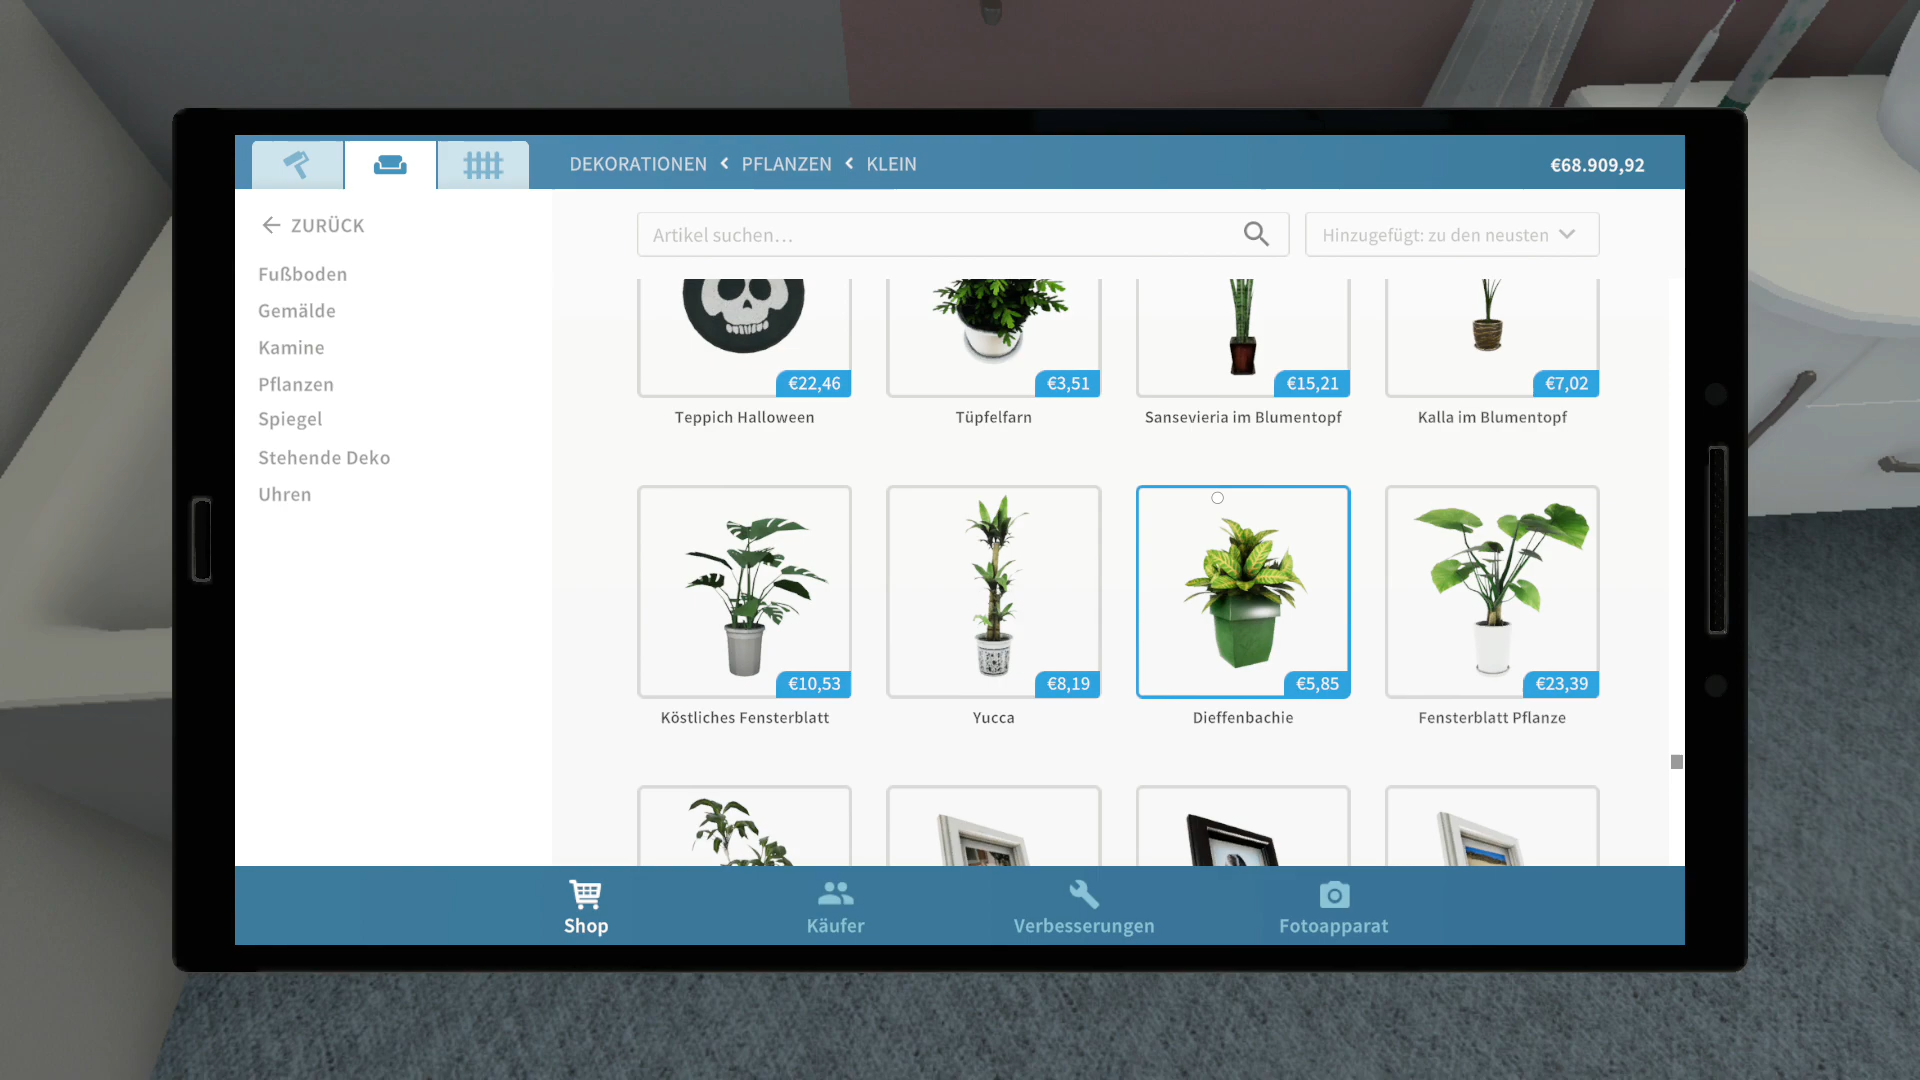 DEKORATIONEN < PFLANZEN < KLEIN
€68.909,92
ZURÜCK
Fußboden
Gemälde
Kamine
Pflanzen
Spiegel
Stehende Deko
Uhren
Artikel suchen...
Hinzugefügt: zu den neusten
€22,46
€3,51
€15,21
€7,02
Teppich Halloween
Tüpfelfarn
Sansevieria im Blumentopf
Kalla im Blumentopf
€10,53
€8,19
€5,85
€23,39
Köstliches Fensterblatt
Yucca
Dieffenbachie
Fensterblatt Pflanze
Shop
Käufer
Verbesserungen
Fotoapparat